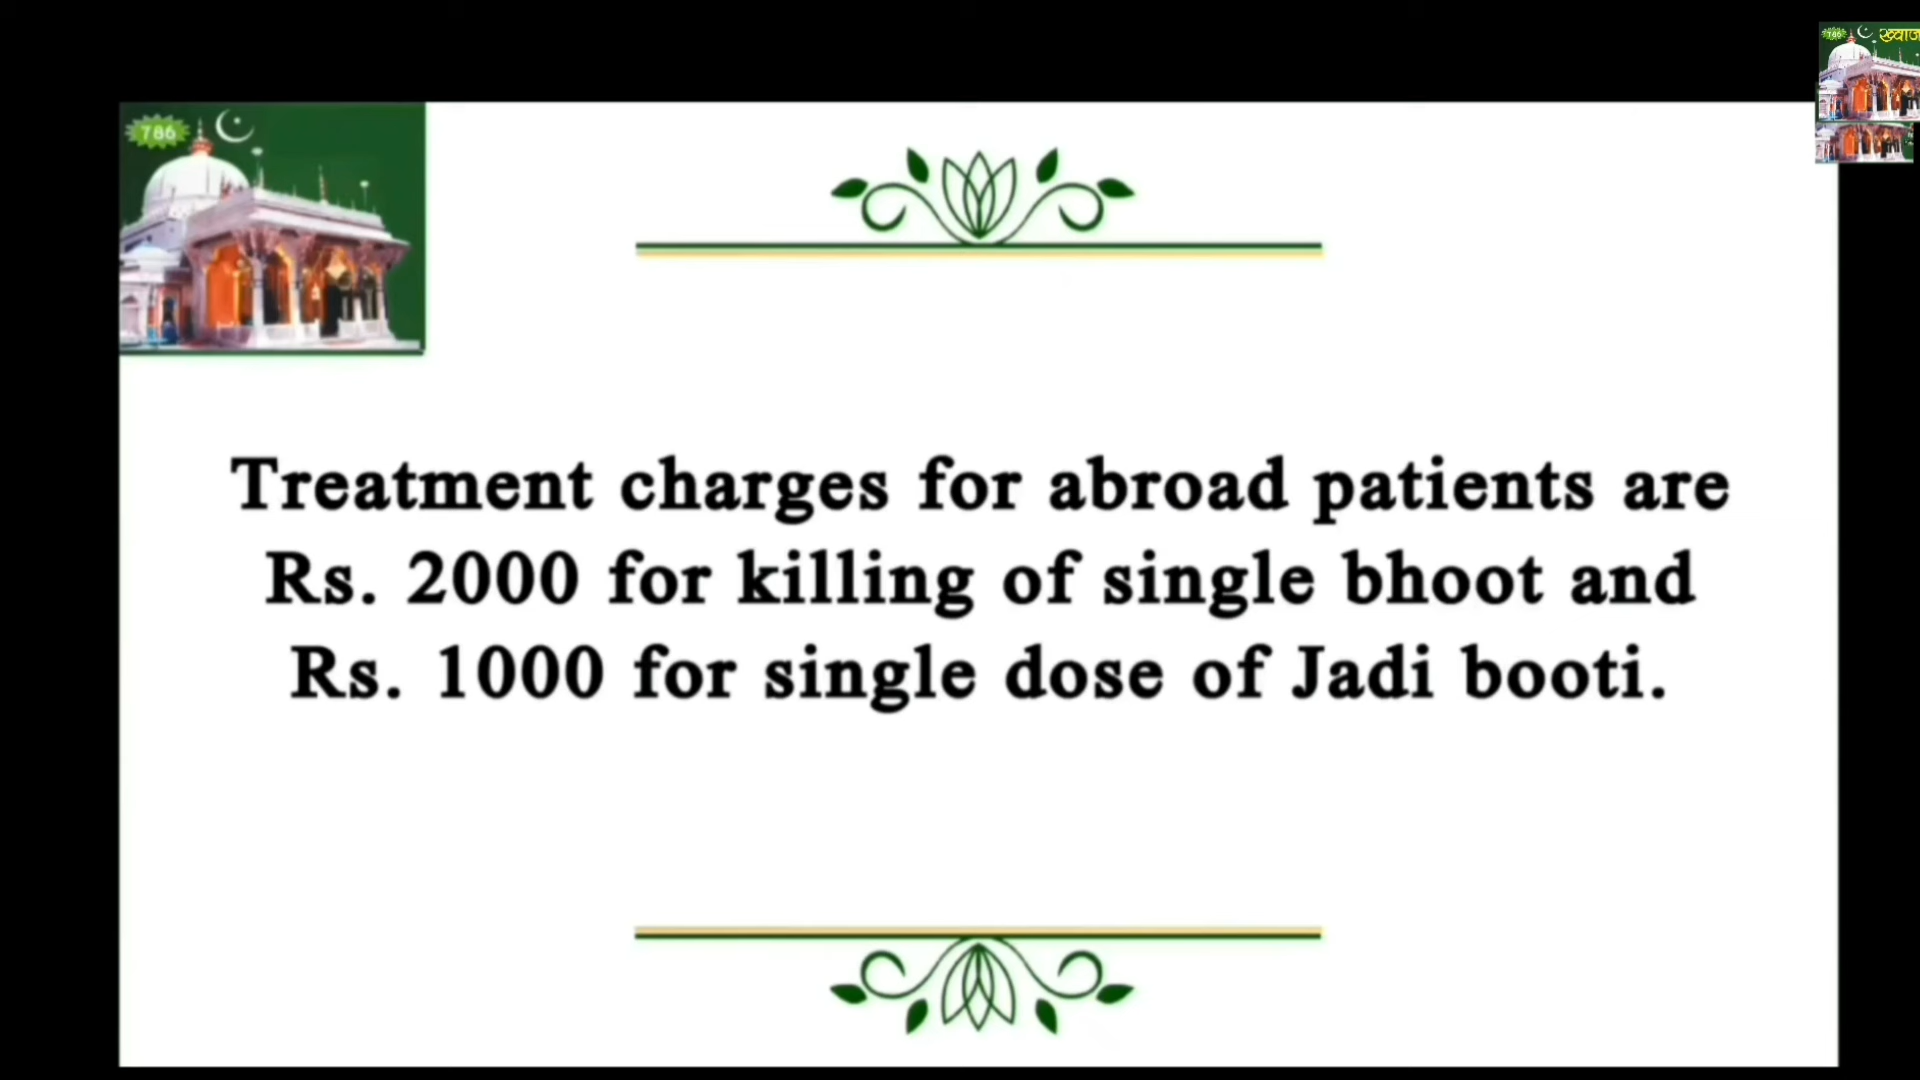 786
ख्वाज
786
Treatment charges for abroad patients are
Rs. 2000 for killing of single bhoot and
Rs. 1000 for single dose of Jadi booti.